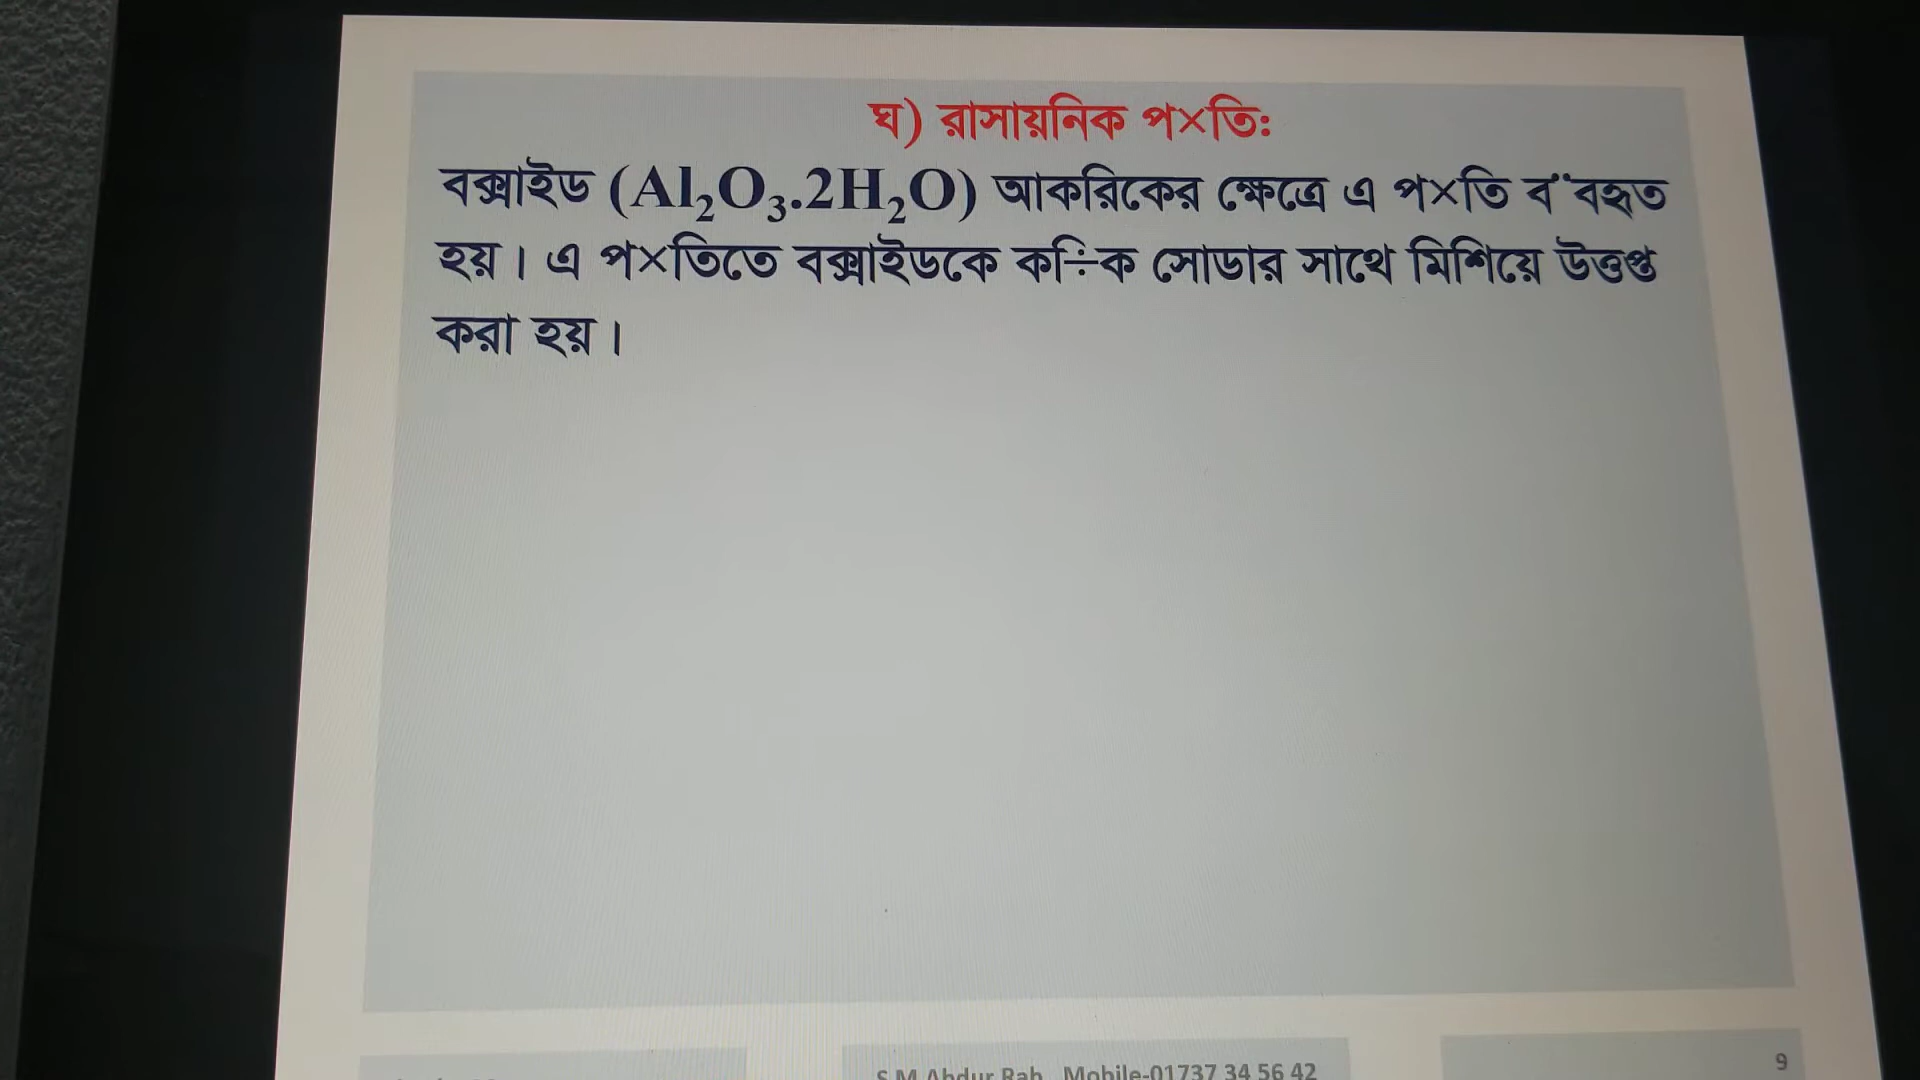 ঘ) রাসায়নিক প×তিঃ
বক্সাইড (Al₂O₃.2H₂O) আকরিকের ক্ষেত্রে এ প×তি ব¨বহৃত
হয়। এ প×তিতে বক্সাইডকে কঢ়িক সোডার সাথে মিশিয়ে উত্তপ্ত
করা হয়।
S M Abdur Rab, Mobile-01737 34 56 42
9